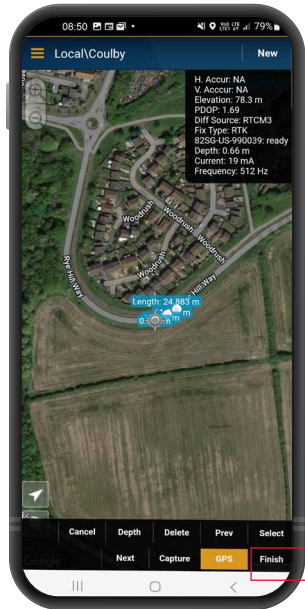 08:50
79%
Local\Coulby
New
H. Accur: NA
V. Acccur: NA
Elevation: 78.3 m
PDOP: 1.69
Diff Source: RTCM3
Fix Type: RTK
82SG-US-990039: ready
Depth: 0.66 m
Current: 19 mA
Frequency: 512 Hz
Woodrush
Woodrush
Woodrush
Woodrush
Rye Hill Way
Hill Way
Length: 24.883 m
m
Cancel Depth Delete Prev Select
Next Capture GPS Finish
Google